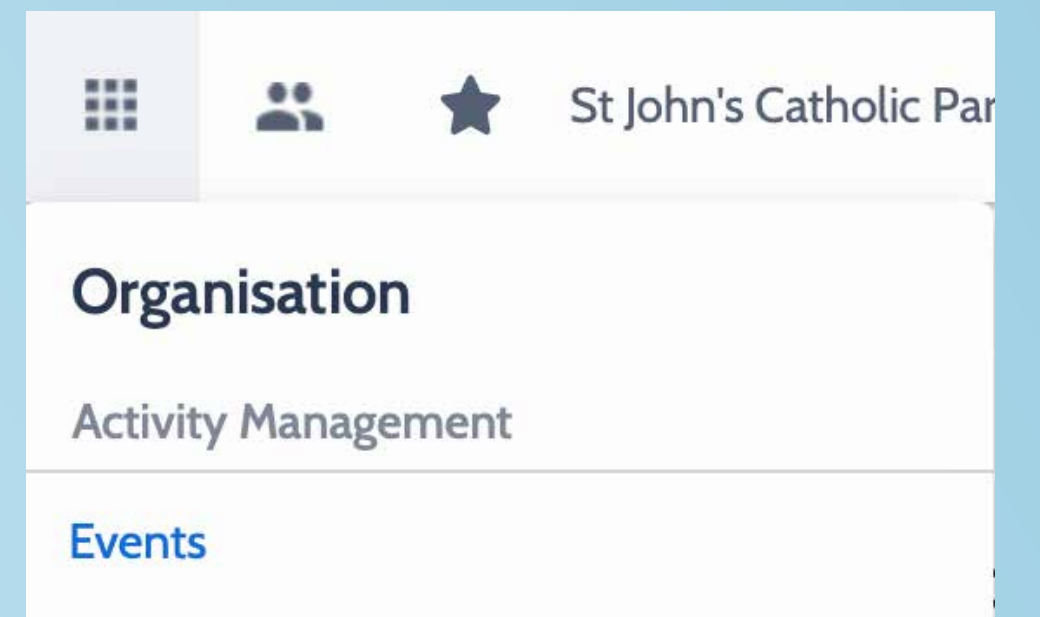 St John's Catholic Par
Organisation
Activity Management
Events